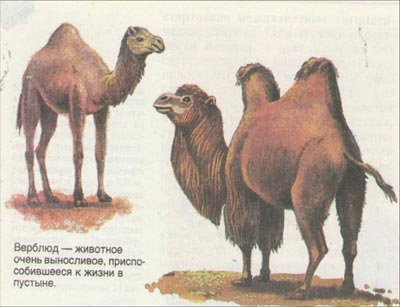 Верблюд — животное
очень выносливое, приспо-
собившееся к жизни в
пустыне.